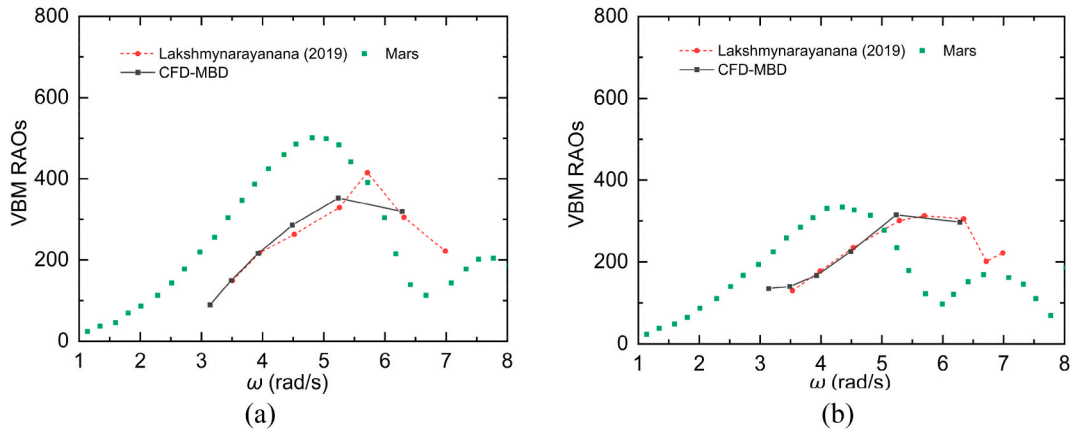 800
600
400
200
0
VBM RAOs
Lakshmynarayanana (2019)
Mars
CFD-MBD
1 2 3 4 5 6 7 8
ω (rad/s)
(a)
800
600
400
200
0
VBM RAOs
Lakshmynarayanana (2019)
Mars
CFD-MBD
1 2 3 4 5 6 7 8
ω (rad/s)
(b)